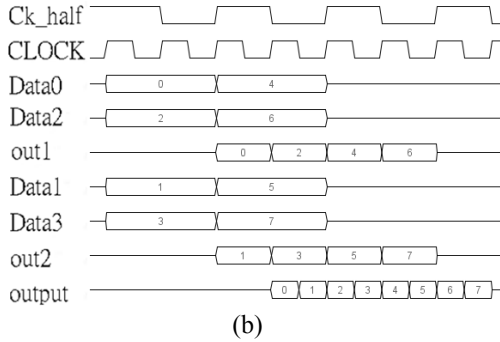 Ck_half
CLOCK
Data0 0 4
Data2 2 6
out1 0 2 4 6
Data1 1 5
Data3 3 7
out2 1 3 5 7
output 0 1 2 3 4 5 6 7
(b)